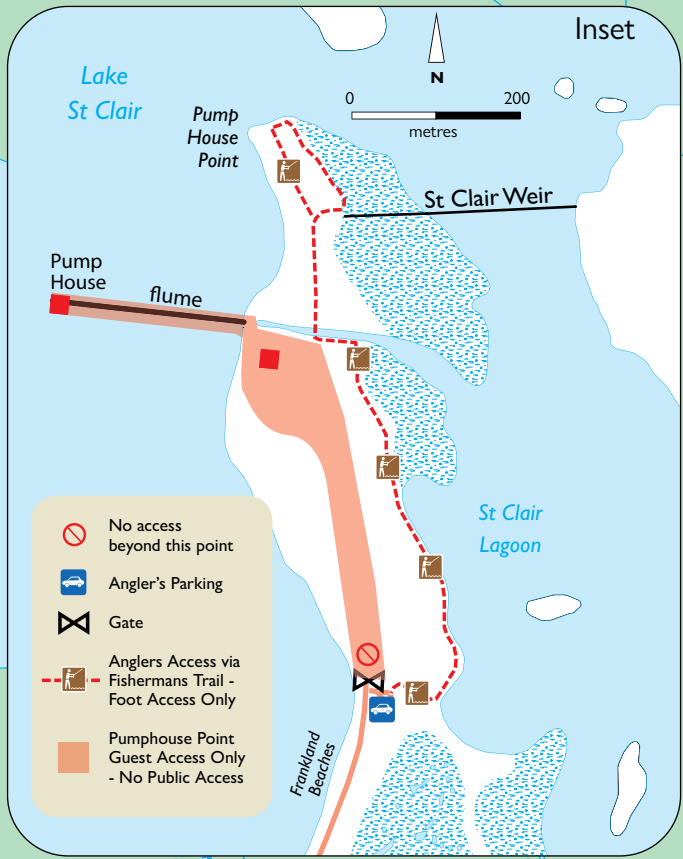 Inset
Lake
St Clair
N
0 200
metres
Pump
House
Point
St Clair Weir
Pump
House
flume
St Clair
Lagoon
No access
beyond this point
Angler's Parking
Gate
Anglers Access via
Fishermans Trail -
Foot Access Only
Pumphouse Point
Guest Access Only
- No Public Access
Frankland
Beaches